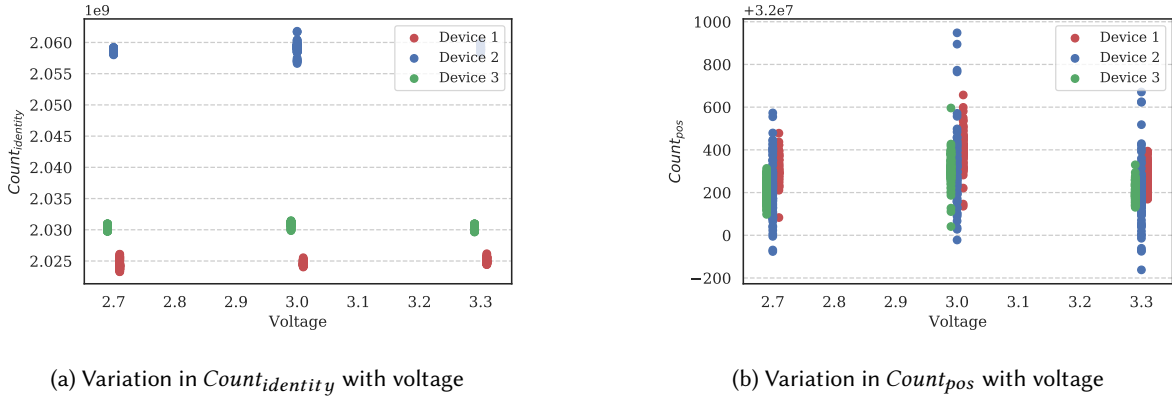 1e9
2.060
2.055
2.050
2.045
2.040
2.035
2.030
2.025
Count_identity
2.7 2.8 2.9 3.0 3.1 3.2 3.3
Voltage
Device 1
Device 2
Device 3
(a) Variation in Count_identity with voltage
+3.2e7
1000
800
600
400
200
0
−200
Count_pos
2.7 2.8 2.9 3.0 3.1 3.2 3.3
Voltage
Device 1
Device 2
Device 3
(b) Variation in Count_pos with voltage